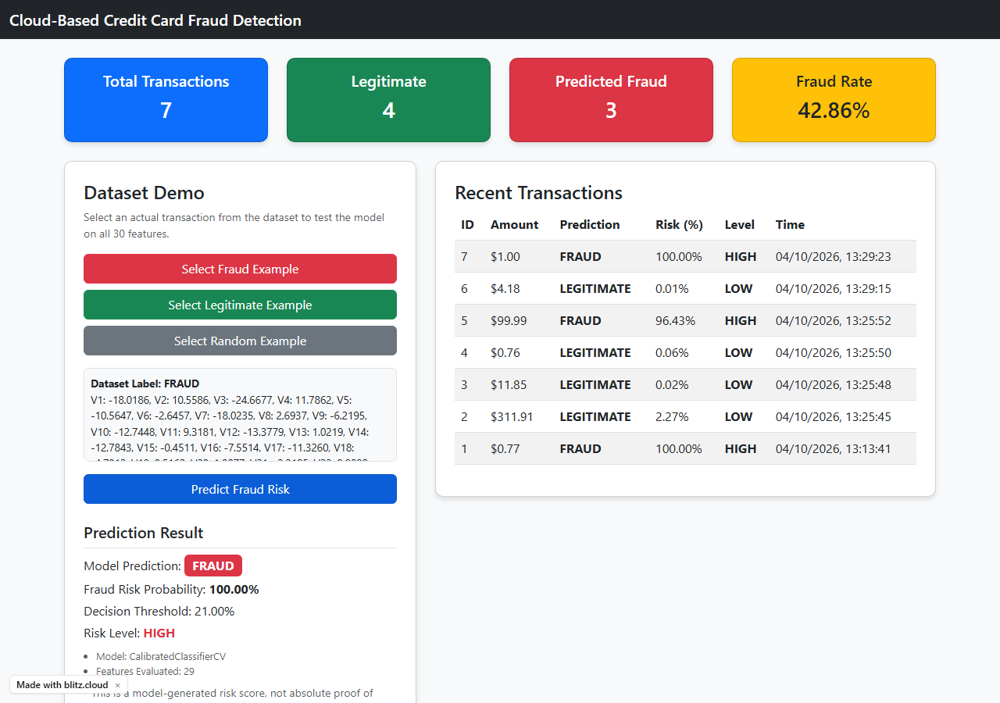 Cloud-Based Credit Card Fraud Detection
Total Transactions
7
Legitimate
4
Predicted Fraud
3
Fraud Rate
42.86%
Dataset Demo
Select an actual transaction from the dataset to test the model
on all 30 features.
Select Fraud Example
Select Legitimate Example
Select Random Example
Dataset Label: FRAUD
V1: -18.0186, V2: 10.5586, V3: -24.6677, V4: 11.7862, V5:
-10.5647, V6: -2.6457, V7: -18.0235, V8: 2.6937, V9: -6.2195,
V10: -12.7448, V11: 9.3181, V12: -13.3779, V13: 1.0219, V14:
-12.7843, V15: -0.4511, V16: -7.5514, V17: -11.3260, V18:
Predict Fraud Risk
Prediction Result
Model Prediction: FRAUD
Fraud Risk Probability: 100.00%
Decision Threshold: 21.00%
Risk Level: HIGH
Model: CalibratedClassifierCV
Features Evaluated: 29
This is a model-generated risk score, not absolute proof of
Made with blitz.cloud ×
Recent Transactions
ID Amount Prediction Risk (%) Level Time
7 $1.00 FRAUD 100.00% HIGH 04/10/2026, 13:29:23
6 $4.18 LEGITIMATE 0.01% LOW 04/10/2026, 13:29:15
5 $99.99 FRAUD 96.43% HIGH 04/10/2026, 13:25:52
4 $0.76 LEGITIMATE 0.06% LOW 04/10/2026, 13:25:50
3 $11.85 LEGITIMATE 0.02% LOW 04/10/2026, 13:25:48
2 $311.91 LEGITIMATE 2.27% LOW 04/10/2026, 13:25:45
1 $0.77 FRAUD 100.00% HIGH 04/10/2026, 13:13:41